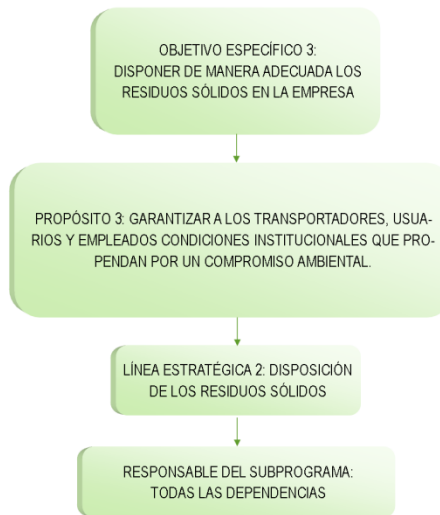 OBJETIVO ESPECÍFICO 3:
DISPONER DE MANERA ADECUADA LOS
RESIDUOS SÓLIDOS EN LA EMPRESA
PROPÓSITO 3: GARANTIZAR A LOS TRANSPORTADORES, USUA-
RIOS Y EMPLEADOS CONDICIONES INSTITUCIONALES QUE PRO-
PENDAN POR UN COMPROMISO AMBIENTAL.
LÍNEA ESTRATÉGICA 2: DISPOSICIÓN
DE LOS RESIDUOS SÓLIDOS
RESPONSABLE DEL SUBPROGRAMA:
TODAS LAS DEPENDENCIAS